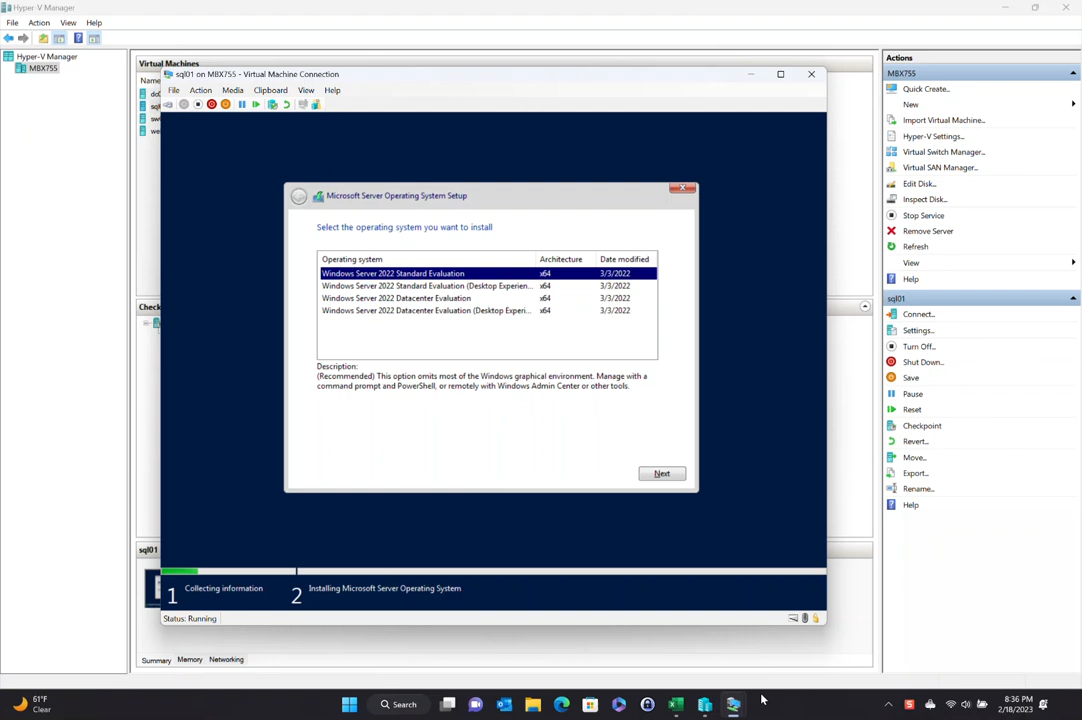 Hyper-V Manager
File Action View Help
Hyper-V Manager
MBX755
Virtual Machines
Name
sql01 on MBX755 - Virtual Machine Connection
File Action Media Clipboard View Help
Microsoft Server Operating System Setup
Select the operating system you want to install
Operating system Architecture Date modified
Windows Server 2022 Standard Evaluation x64 3/3/2022
Windows Server 2022 Standard Evaluation (Desktop Experien... x64 3/3/2022
Windows Server 2022 Datacenter Evaluation x64 3/3/2022
Windows Server 2022 Datacenter Evaluation (Desktop Experi... x64 3/3/2022
Description:
(Recommended) This option omits most of the Windows graphical environment. Manage with a
command prompt and PowerShell, or remotely with Windows Admin Center or other tools.
Next
1 Collecting information 2 Installing Microsoft Server Operating System
Status: Running
Check
sql01
Summary Memory Networking
Actions
MBX755
Quick Create...
New
Import Virtual Machine...
Hyper-V Settings...
Virtual Switch Manager...
Virtual SAN Manager...
Edit Disk...
Inspect Disk...
Stop Service
Remove Server
Refresh
View
Help
sql01
Connect...
Settings...
Turn Off...
Shut Down...
Save
Pause
Reset
Checkpoint
Revert...
Move...
Export...
Rename...
Help
61°F
Clear
Search
8:36 PM
2/18/2023